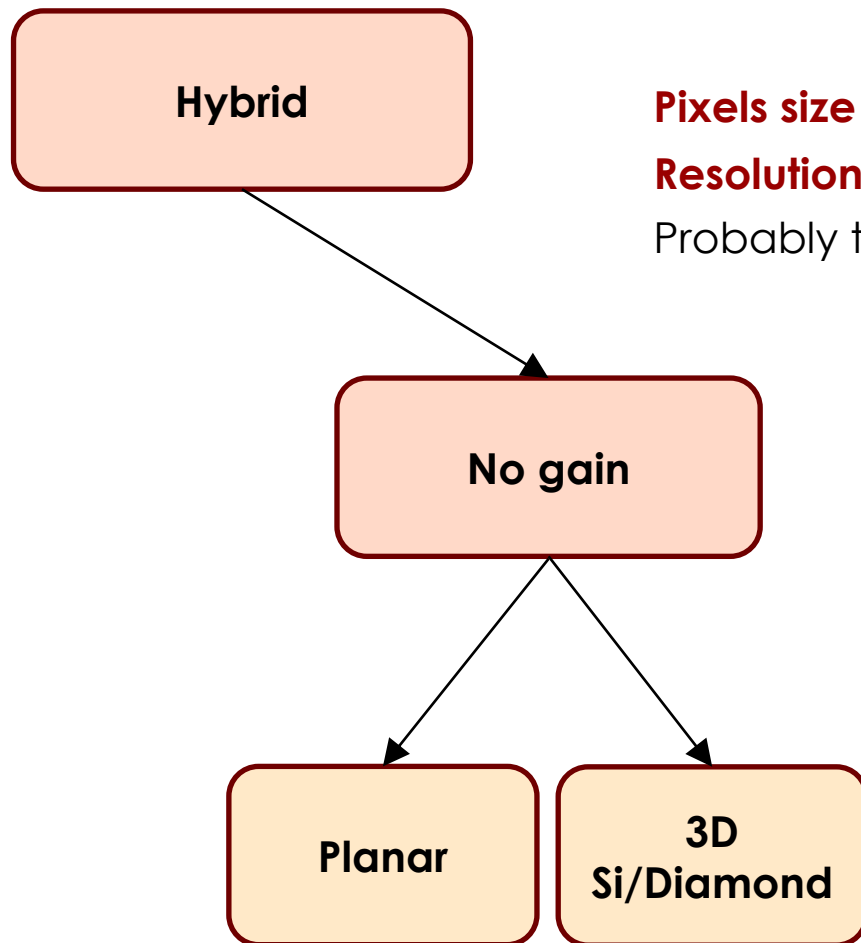 Hybrid
Pixels size
Resolution
Probably t
No gain
Planar
3D
Si/Diamond